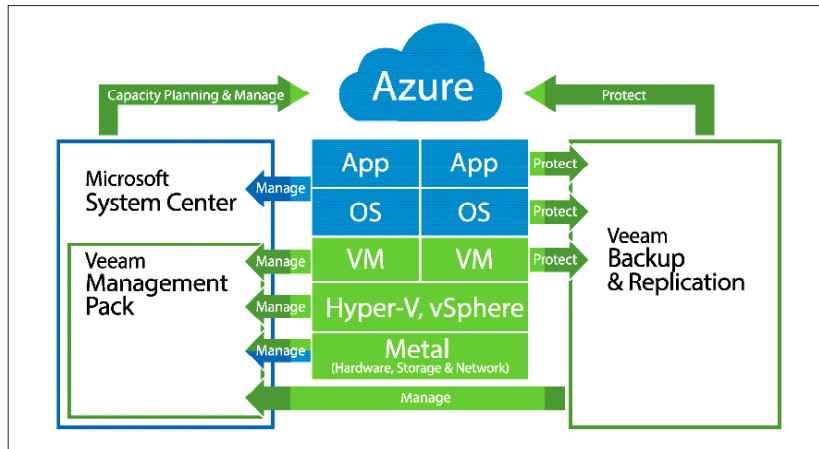 Azure
Capacity Planning & Manage
Protect
Microsoft
System Center
Manage
App
App
Protect
OS
OS
Protect
Veeam
Management
Pack
Manage
VM
VM
Protect
Veeam
Backup
& Replication
Manage
Hyper-V, vSphere
Manage
Metal
(Hardware, Storage & Network)
Manage